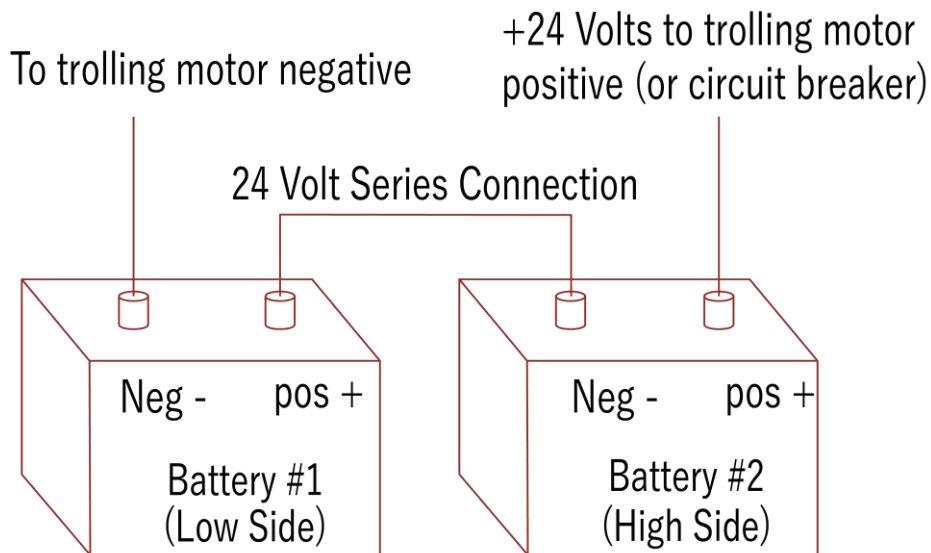 To trolling motor negative
+24 Volts to trolling motor
positive (or circuit breaker)
24 Volt Series Connection
Neg - pos +
Battery #1
(Low Side)
Neg - pos +
Battery #2
(High Side)